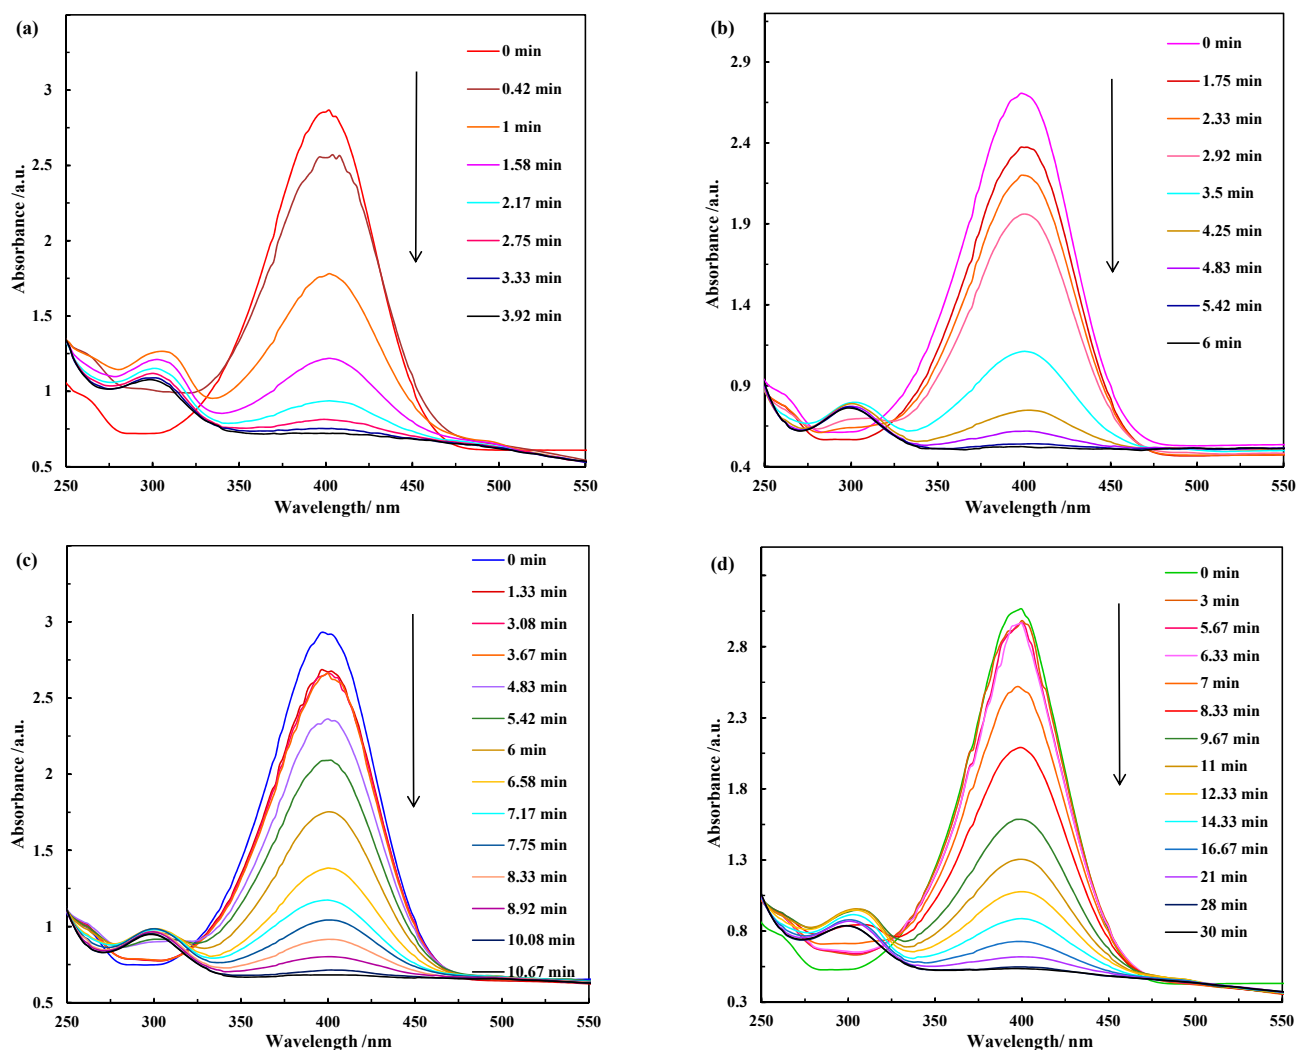 (a)
0 min
0.42 min
1 min
1.58 min
2.17 min
2.75 min
3.33 min
3.92 min
Absorbance /a.u.
3
2.5
2
1.5
1
0.5
250 300 350 400 450 500 550
Wavelength/ nm
(b)
0 min
1.75 min
2.33 min
2.92 min
3.5 min
4.25 min
4.83 min
5.42 min
6 min
Absorbance /a.u.
2.9
2.4
1.9
1.4
0.9
0.4
250 300 350 400 450 500 550
Wavelength /nm
(c)
0 min
1.33 min
3.08 min
3.67 min
4.83 min
5.42 min
6 min
6.58 min
7.17 min
7.75 min
8.33 min
8.92 min
10.08 min
10.67 min
Absorbance /a.u.
3
2.5
2
1.5
1
0.5
250 300 350 400 450 500 550
Wavelength /nm
(d)
0 min
3 min
5.67 min
6.33 min
7 min
8.33 min
9.67 min
11 min
12.33 min
14.33 min
16.67 min
21 min
28 min
30 min
Absorbance /a.u.
2.8
2.3
1.8
1.3
0.8
0.3
250 300 350 400 450 500 550
Wavelength/ nm